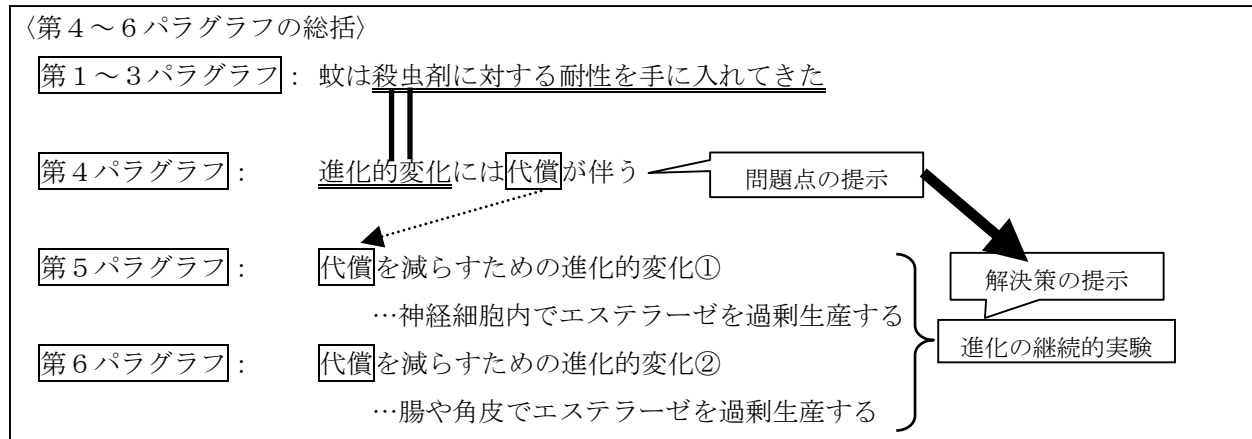 〈第4~6パラグラフの総括〉
第1~3パラグラフ: 蚊は殺虫剤に対する耐性を手に入れてきた
第4パラグラフ: 進化的変化には代償が伴う 問題点の提示
第5パラグラフ: 代償を減らすための進化的変化① 解決策の提示
…神経細胞内でエステラーゼを過剰生産する
進化の継続的実験
第6パラグラフ: 代償を減らすための進化的変化②
…腸や角皮でエステラーゼを過剰生産する